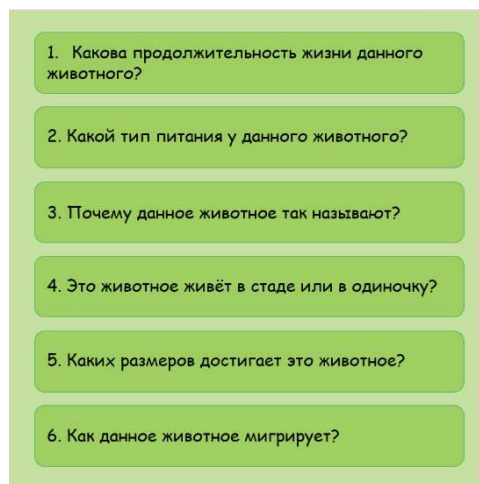 1. Какова продолжительность жизни данного
животного?
2. Какой тип питания у данного животного?
3. Почему данное животное так называют?
4. Это животное живёт в стаде или в одиночку?
5. Каких размеров достигает это животное?
6. Как данное животное мигрирует?